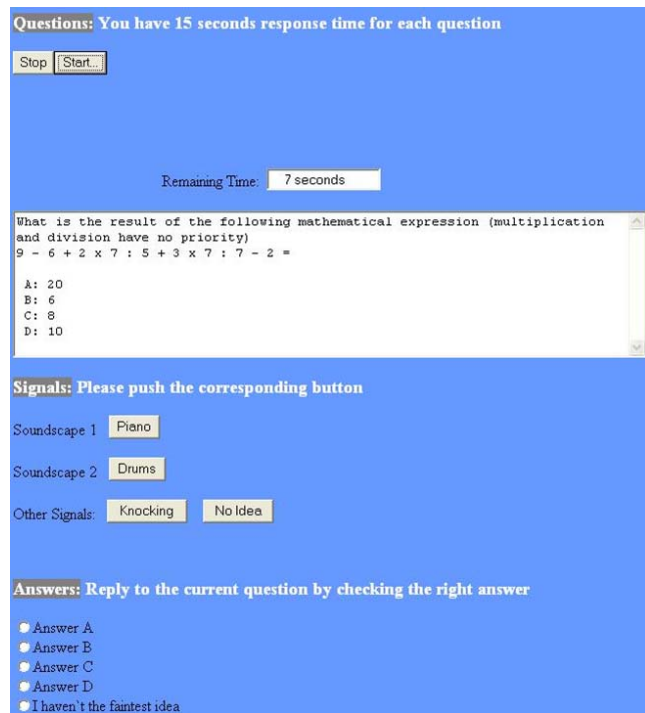 Questions: You have 15 seconds response time for each question
Stop Start...
Remaining Time: 7 seconds
What is the result of the following mathematical expression (multiplication
and division have no priority)
9 - 6 + 2 x 7 : 5 + 3 x 7 : 7 - 2 =
A: 20
B: 6
C: 8
D: 10
Signals: Please push the corresponding button
Soundscape 1 Piano
Soundscape 2 Drums
Other Signals: Knocking No Idea
Answers: Reply to the current question by checking the right answer
Answer A
Answer B
Answer C
Answer D
I haven`t the faintest idea